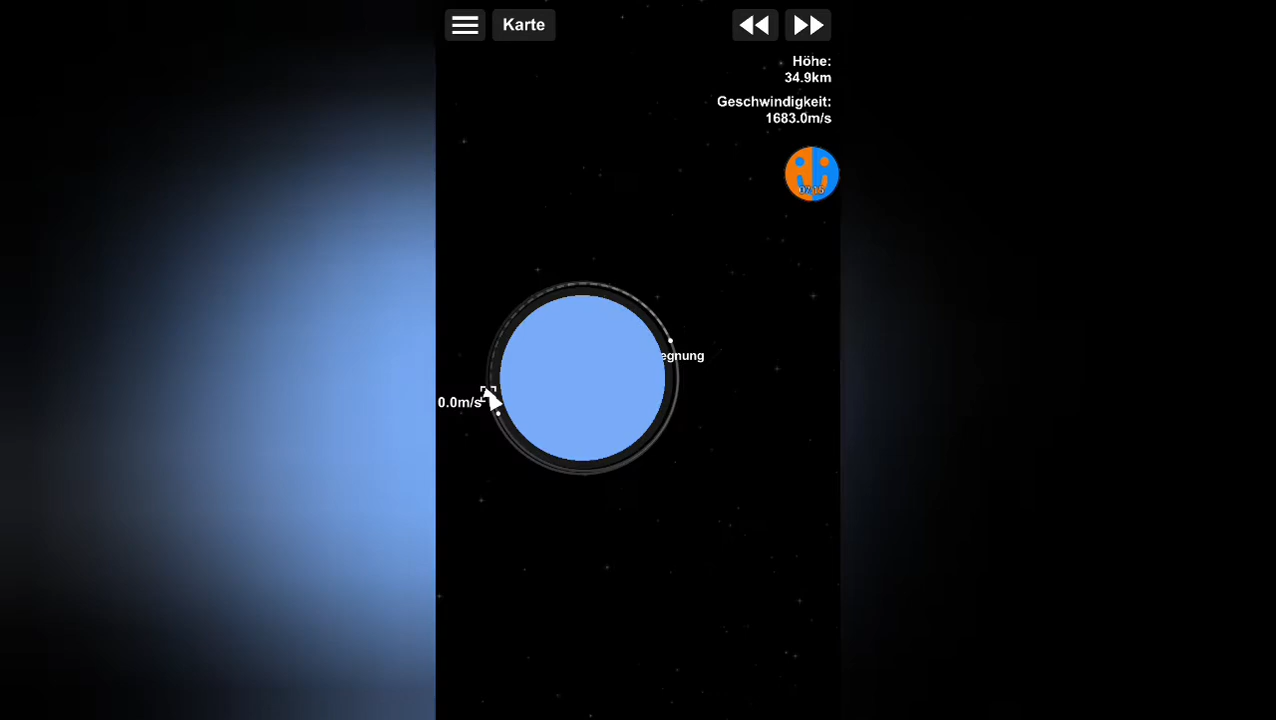 Karte
Höhe:
34.9km
Geschwindigkeit:
1683.0m/s
egnung
0.0m/s